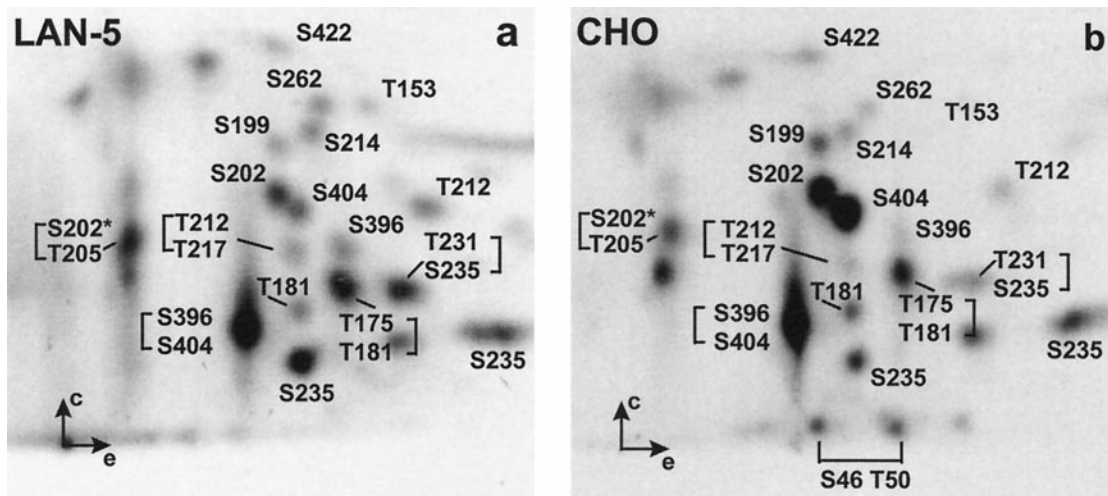 LAN-5
a
S422
S262
T153
S199
S214
S202
S404
T212
S202*
T205
T212
T217
S396
T231
S235
T181
T175
T181
S396
S404
S235
S235
c
e
CHO
b
S422
S262
T153
S199
S214
S202
T212
S404
S202*
T205
T212
T217
S396
T231
S235
T181
T175
T181
S396
S404
S235
S235
c
e
S46 T50